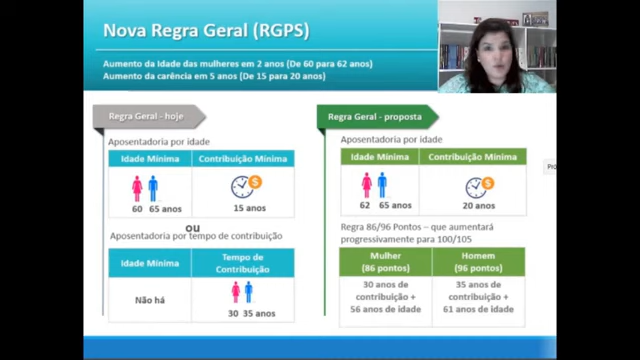 Nova Regra Geral (RGPS)
Aumento da Idade das mulheres em 2 anos (De 60 para 62 anos)
Aumento da carência em 5 anos (De 15 para 20 anos)
Regra Geral - hoje
Aposentadoria por idade
Idade Mínima
Contribuição Mínima
60 65 anos
15 anos
ou
Aposentadoria por tempo de contribuição
Idade Mínima
Tempo de
Contribuição
Não há
30 35 anos
Regra Geral - proposta
Aposentadoria por idade
Idade Mínima
Contribuição Mínima
62 65 anos
20 anos
Regra 86/96 Pontos – que aumentará
progressivamente para 100/105
Mulher
(86 pontos)
Homem
(96 pontos)
30 anos de
contribuição +
56 anos de idade
35 anos de
contribuição +
61 anos de idade